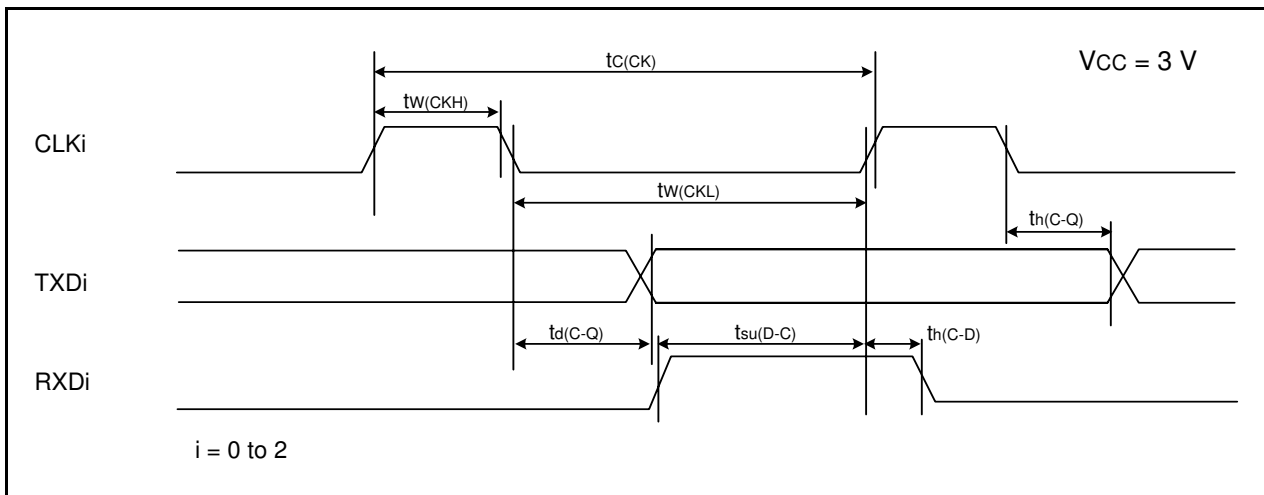 tC(CK)
VCC = 3 V
tW(CKH)
CLKi
tW(CKL)
th(C-Q)
TXDi
td(C-Q)
tsu(D-C)
th(C-D)
RXDi
i = 0 to 2